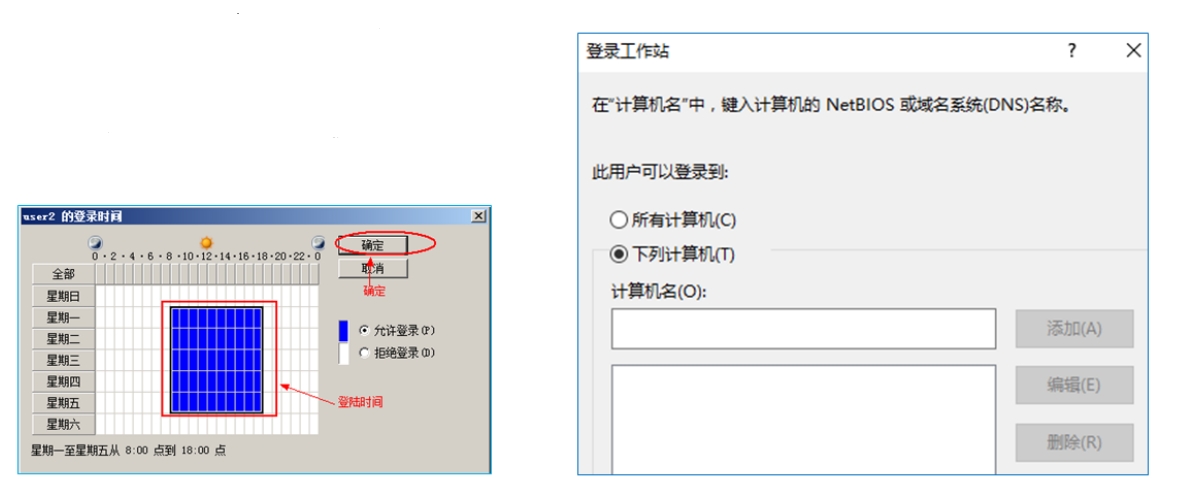 user2 的登录时间
0·2·4·6·8·10·12·14·16·18·20·22·0
全部
星期日
星期一
星期二
星期三
星期四
星期五
星期六
确定
取消
确定
允许登录(P)
拒绝登录(D)
登陆时间
星期一至星期五从 8:00 点到 18:00 点
登录工作站
?
在“计算机名”中，键入计算机的 NetBIOS 或域名系统(DNS)名称。
此用户可以登录到:
所有计算机(C)
下列计算机(T)
计算机名(O):
添加(A)
编辑(E)
删除(R)